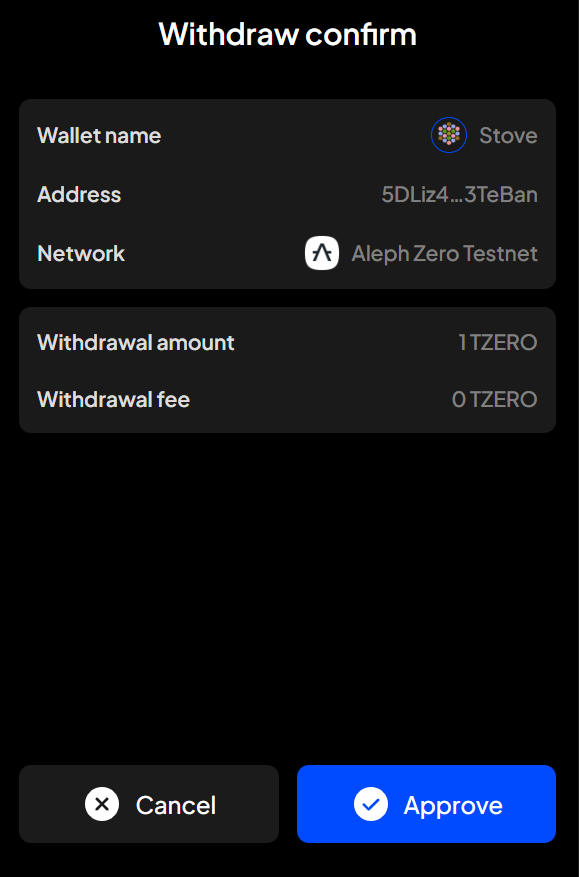 Withdraw confirm
Wallet name Stove
Address 5DLiz4...3TeBan
Network Aleph Zero Testnet
Withdrawal amount 1 TZERO
Withdrawal fee 0 TZERO
Cancel Approve